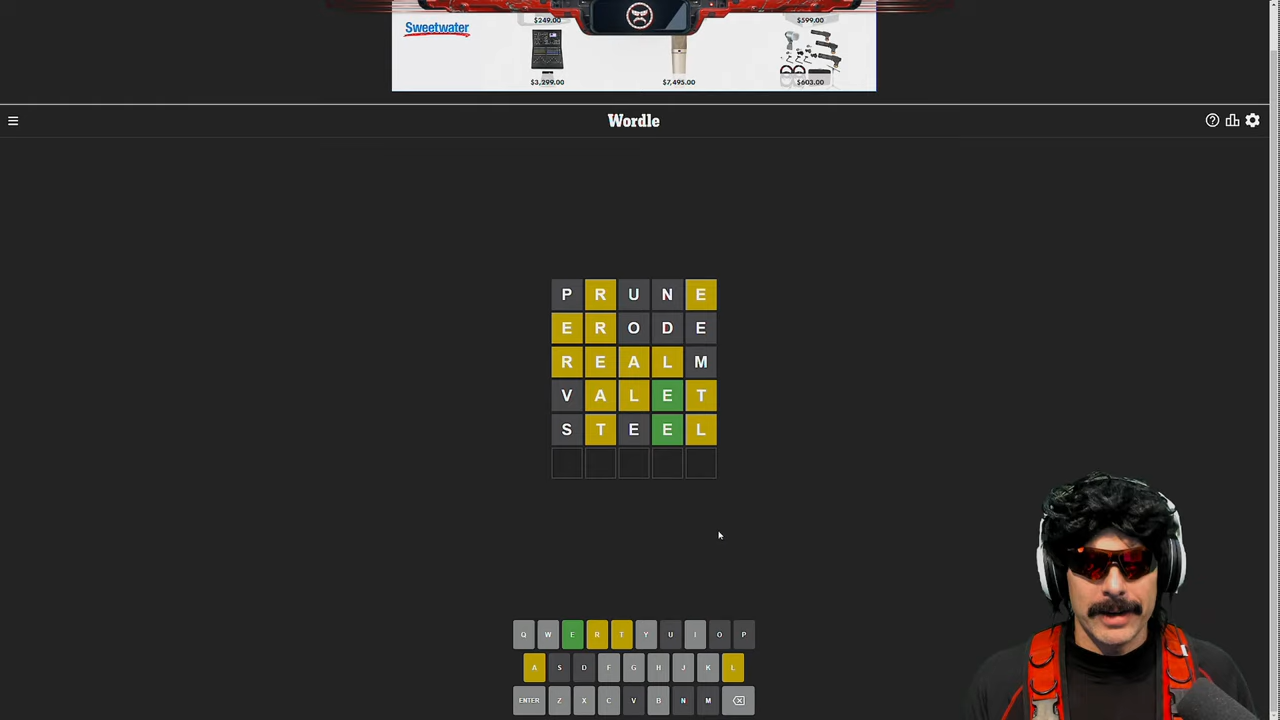 $249.00 $599.00
Sweetwater
$3,299.00 $7,495.00 $603.00
Wordle
P R U N E
E R O D E
R E A L M
V A L E T
S T E E L
Q W E R T Y U I O P
A S D F G H J K L
ENTER Z X C V B N M